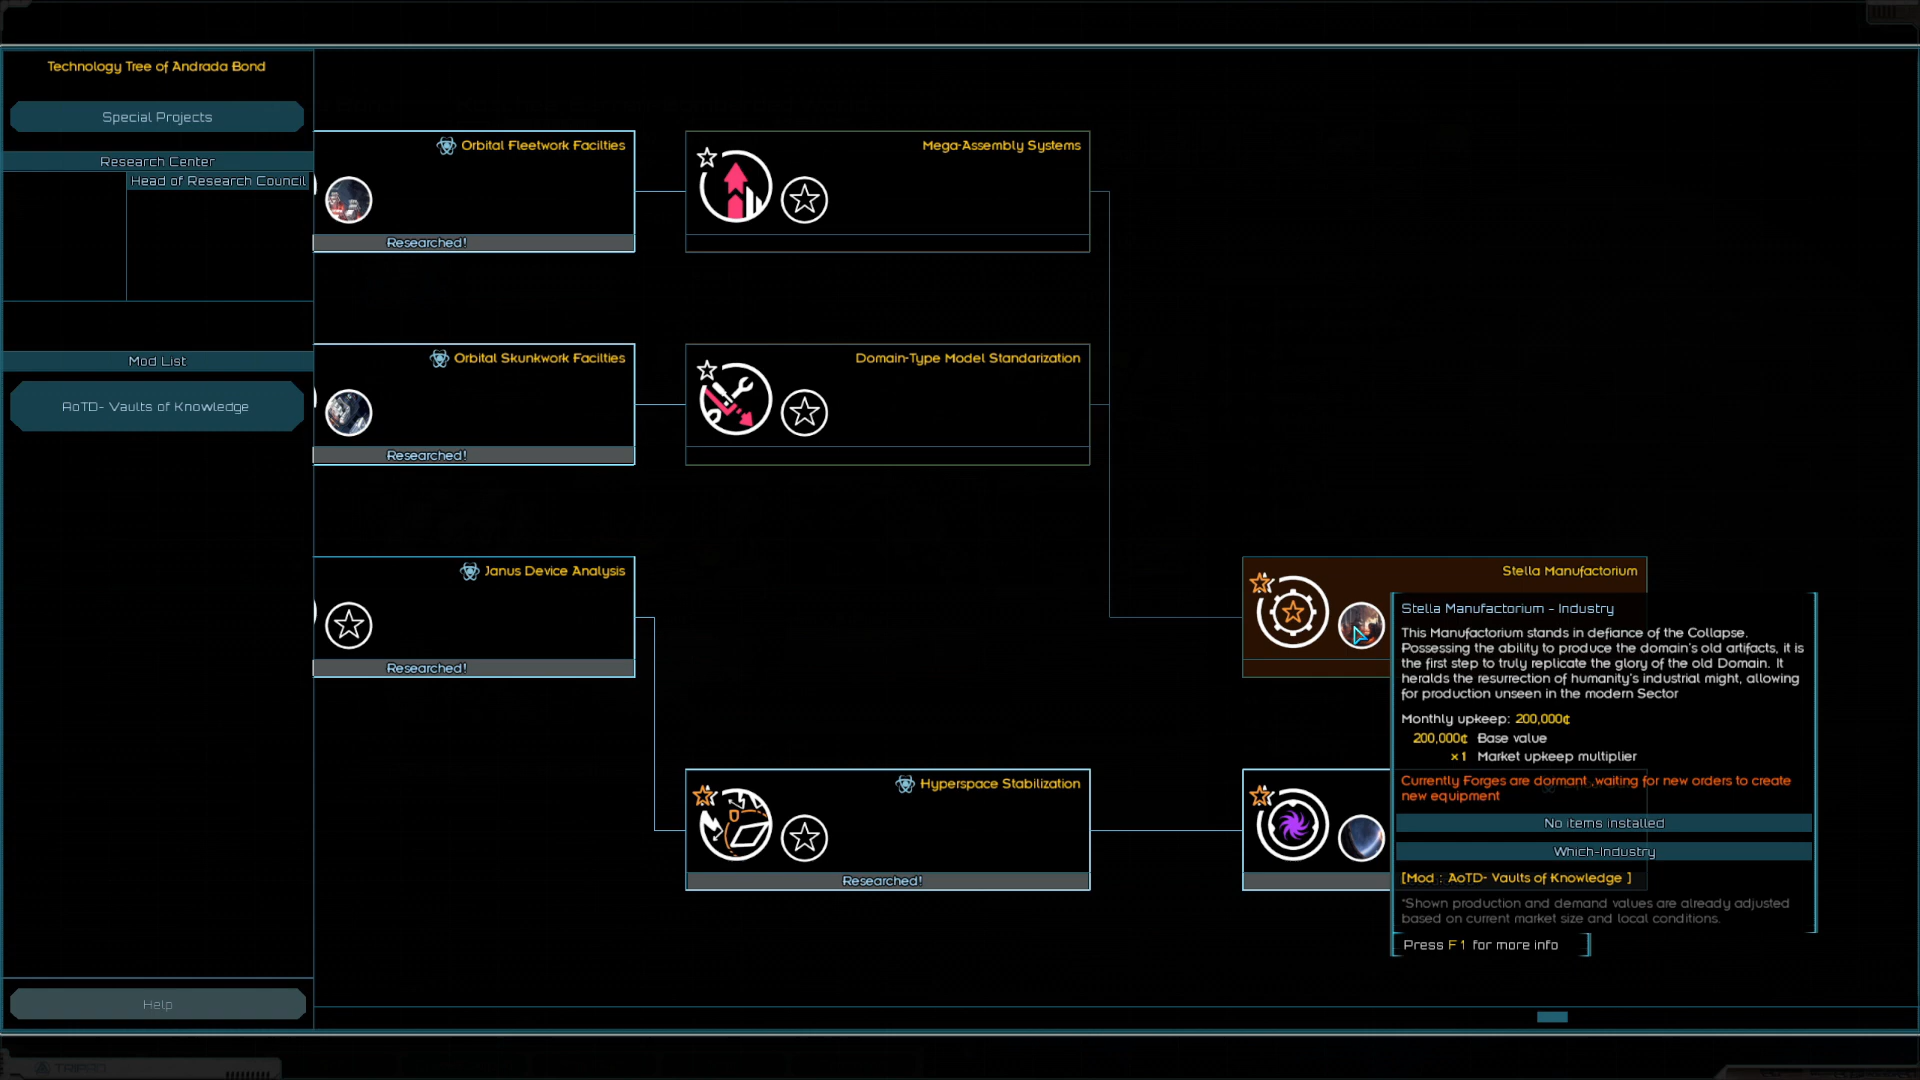 Technology Tree of Andrada Bond
Special Projects
Research Center
Head of Research Council
Mod List
AoTD- Vaults of Knowledge
Help
Orbital Fleetwork Facilties
Researched!
Mega-Assembly Systems
Orbital Skunkwork Facilties
Researched!
Domain-Type Model Standarization
Janus Device Analysis
Researched!
Stella Manufactorium
Hyperspace Stabilization
Researched!
Stella Manufactorium - Industry
This Manufactorium stands in defiance of the Collapse.
Possessing the ability to produce the domain's old artifacts, it is
the first step to truly replicate the glory of the old Domain. It
heralds the resurrection of humanity's industrial might, allowing
for production unseen in the modern Sector
Monthly upkeep: 200,000¢
200,000¢ Base value
×1 Market upkeep multiplier
Currently Forges are dormant ,waiting for new orders to create
new equipment
No items installed
Which-Industry
[Mod : AoTD- Vaults of Knowledge ]
*Shown production and demand values are already adjusted
based on current market size and local conditions.
Press F1 for more info
TRIPAD